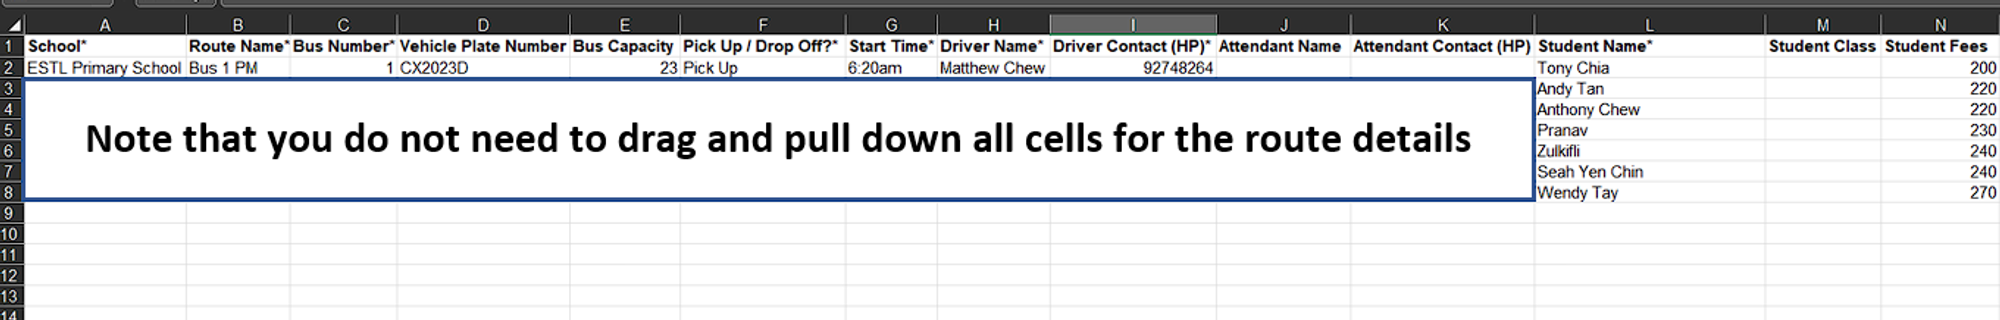 A B C D E F G H I J K L M N
1 School* Route Name* Bus Number* Vehicle Plate Number Bus Capacity Pick Up / Drop Off?* Start Time* Driver Name* Driver Contact (HP)* Attendant Name Attendant Contact (HP) Student Name* Student Class Student Fees
2 ESTL Primary School Bus 1 PM 1 CX2023D 23 Pick Up 6:20am Matthew Chew 92748264 Tony Chia 200
3 Andy Tan 220
4 Anthony Chew 220
Note that you do not need to drag and pull down all cells for the route details
5 Pranav 230
6 Zulkifli 240
7 Seah Yen Chin 240
8 Wendy Tay 270
9
10
11
12
13
14